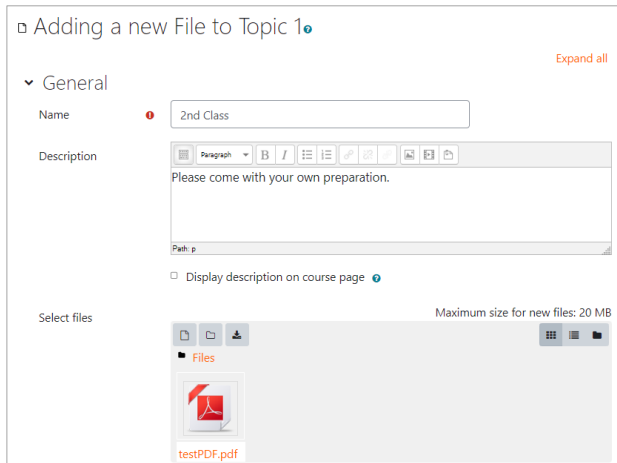 Adding a new File to Topic 1
Expand all
General
Name
2nd Class
Description
Paragraph
B I
Please come with your own preparation.
Path: p
Display description on course page
Select files
Maximum size for new files: 20 MB
Files
testPDF.pdf